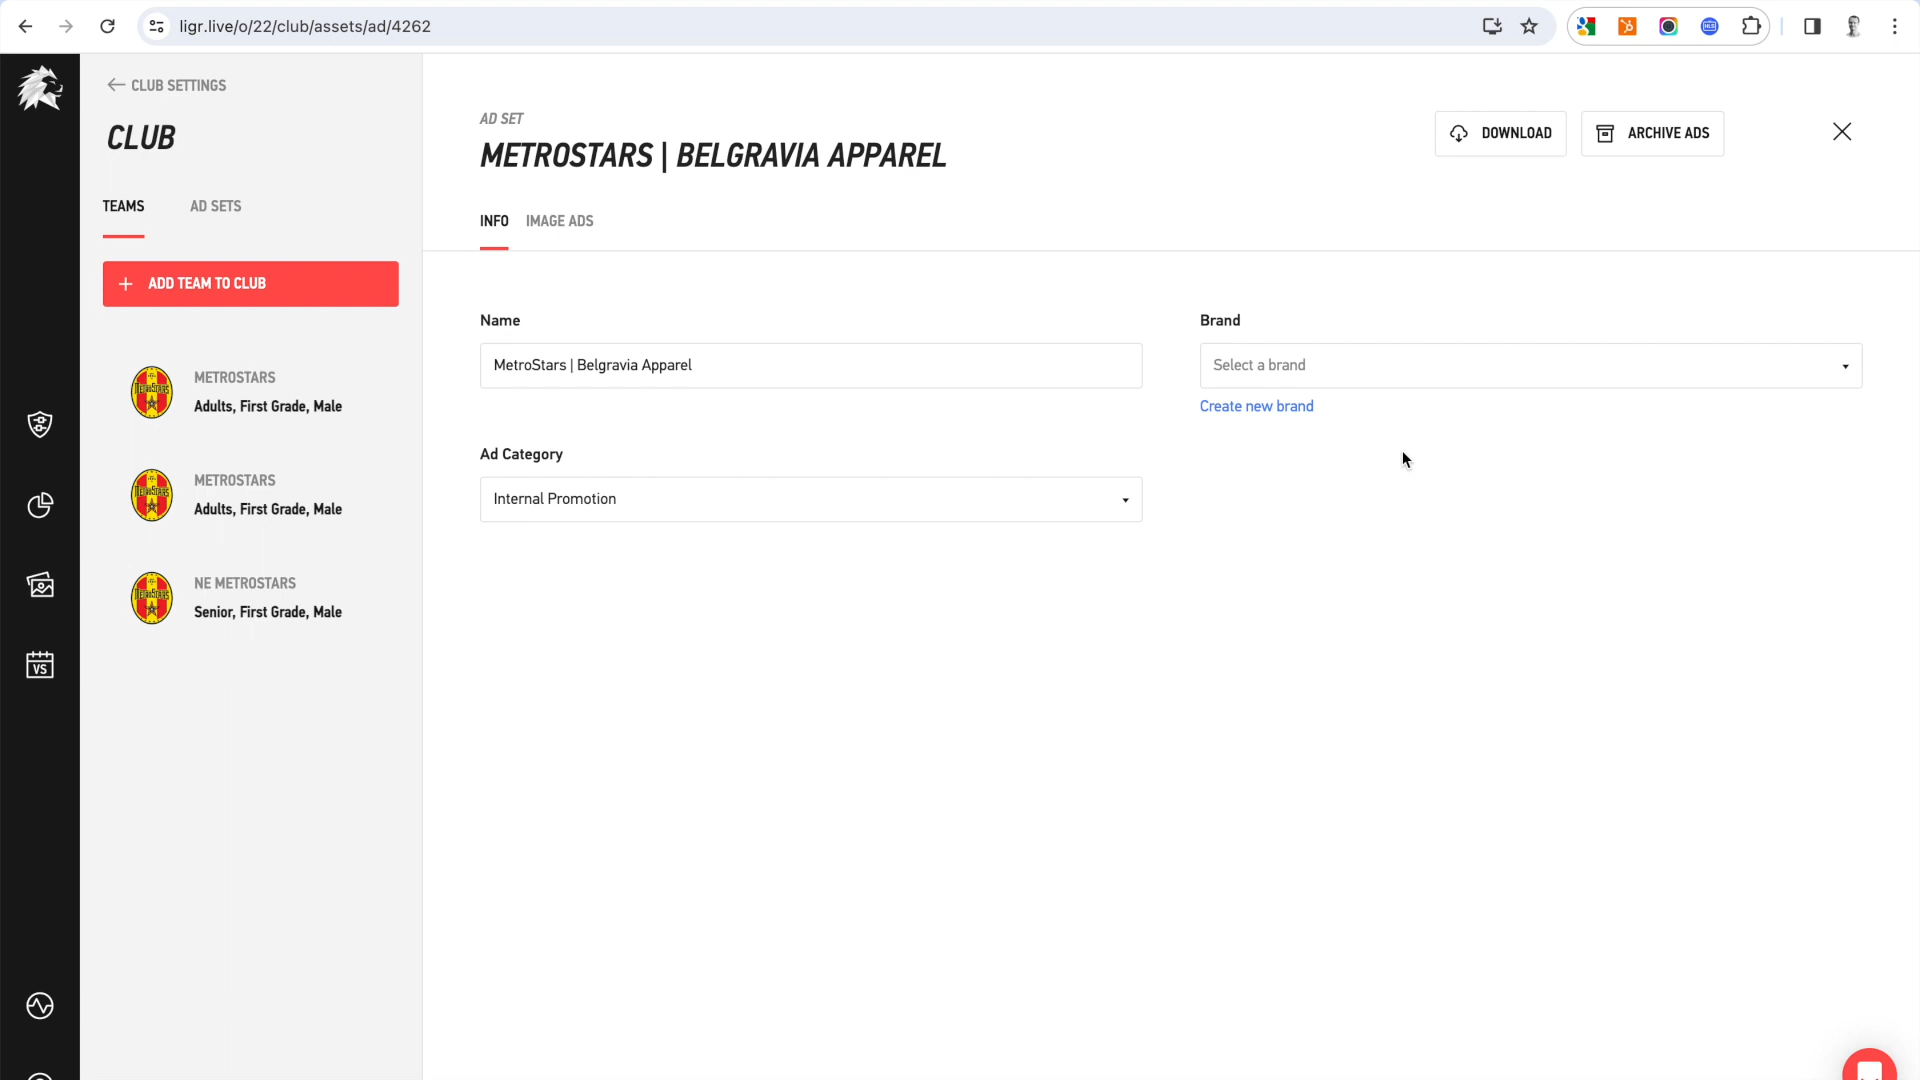 ligr.live/o/22/club/assets/ad/4262
CLUB SETTINGS
CLUB
TEAMS
AD SETS
ADD TEAM TO CLUB
METROSTARS
Adults, First Grade, Male
METROSTARS
Adults, First Grade, Male
NE METROSTARS
Senior, First Grade, Male
VS
AD SET
METROSTARS | BELGRAVIA APPAREL
DOWNLOAD
ARCHIVE ADS
INFO
IMAGE ADS
Name
MetroStars | Belgravia Apparel
Brand
Select a brand
Create new brand
Ad Category
Internal Promotion